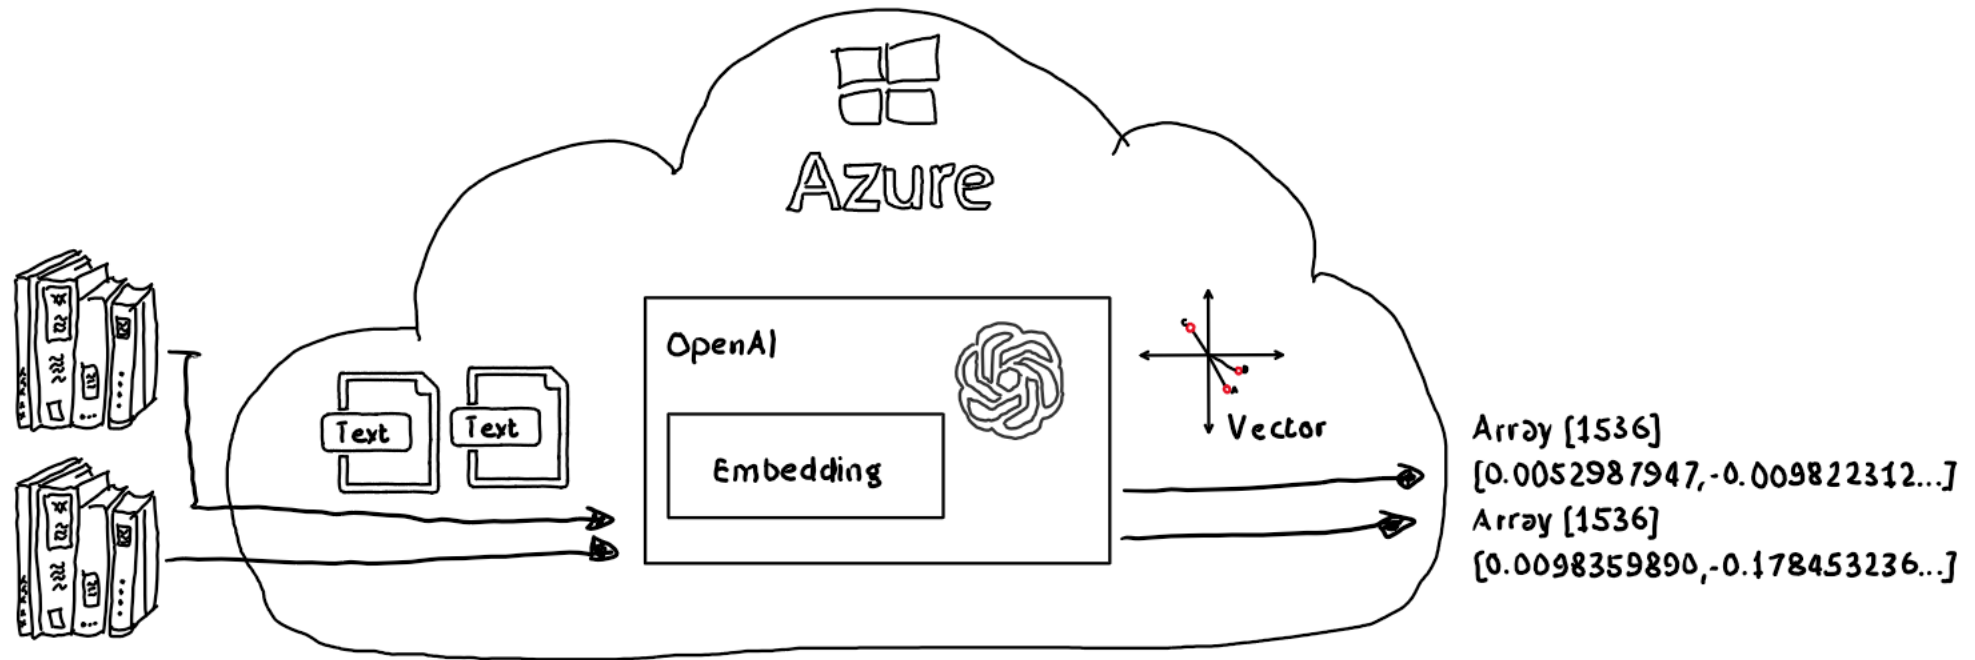 Azure
OpenAI
Text
Text
Embedding
C
B
A
Vector
Array [1536]
[0.0052987947,-0.009822312...]
Array [1536]
[0.0098359890,-0.178453236...]